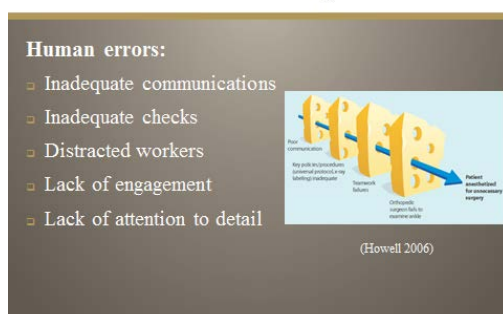 Human errors:
Inadequate communications
Inadequate checks
Distracted workers
Lack of engagement
Lack of attention to detail
Poor
communication
Key policies/procedures
(universal protocol, x-ray
labeling) inadequate
Teamwork
failures
Orthopedic
surgeon fails to
examine ankle
Patient
anesthetized for
unnecessary
surgery
(Howell 2006)